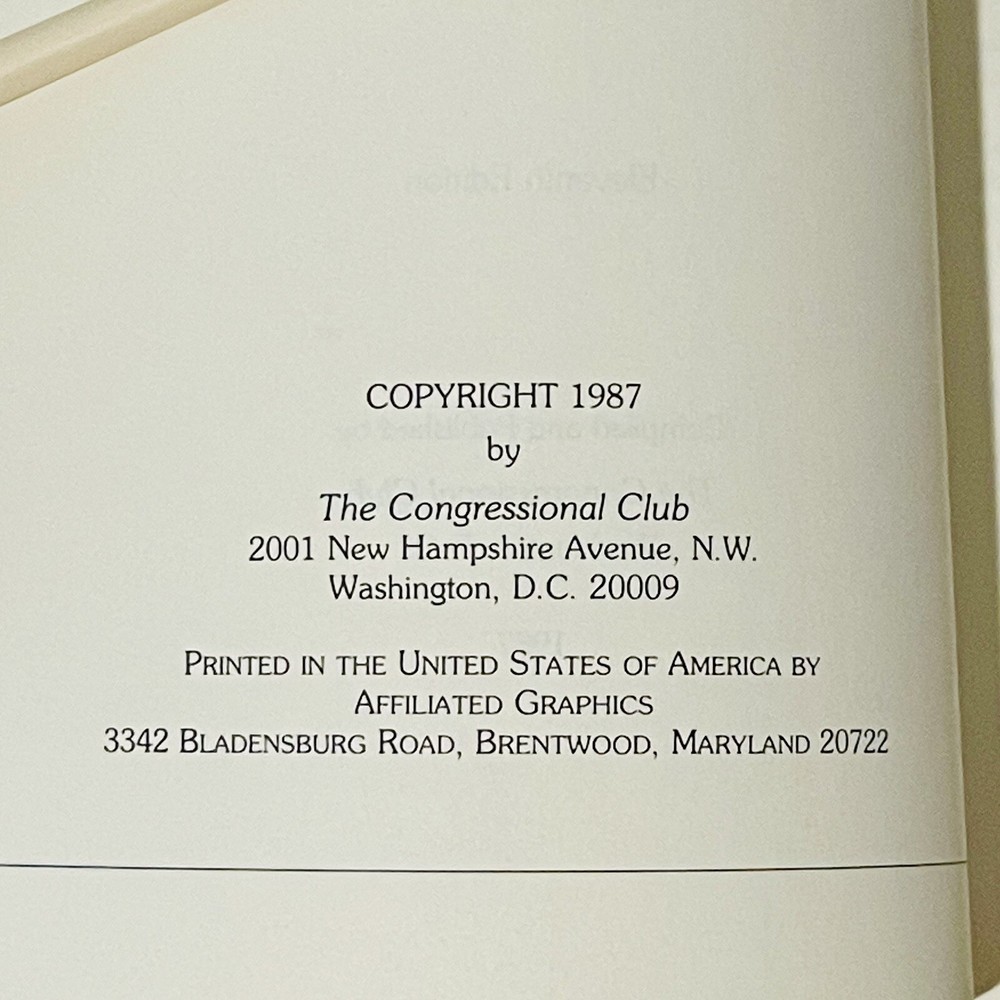 COPYRIGHT 1987
by
The Congressional Club
2001 New Hampshire Avenue, N.W.
Washington, D.C. 20009
PRINTED IN THE UNITED STATES OF AMERICA BY
AFFILIATED GRAPHICS
3342 BLADENSBURG ROAD, BRENTWOOD, MARYLAND 20722